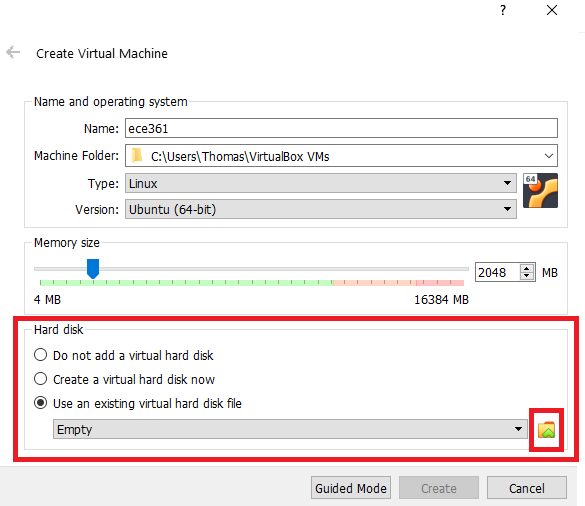 ?
Create Virtual Machine
Name and operating system
Name: ece361
Machine Folder: C:\Users\Thomas\VirtualBox VMs
Type: Linux
64
Version: Ubuntu (64-bit)
Memory size
2048 MB
4 MB 16384 MB
Hard disk
Do not add a virtual hard disk
Create a virtual hard disk now
Use an existing virtual hard disk file
Empty
Guided Mode Create Cancel